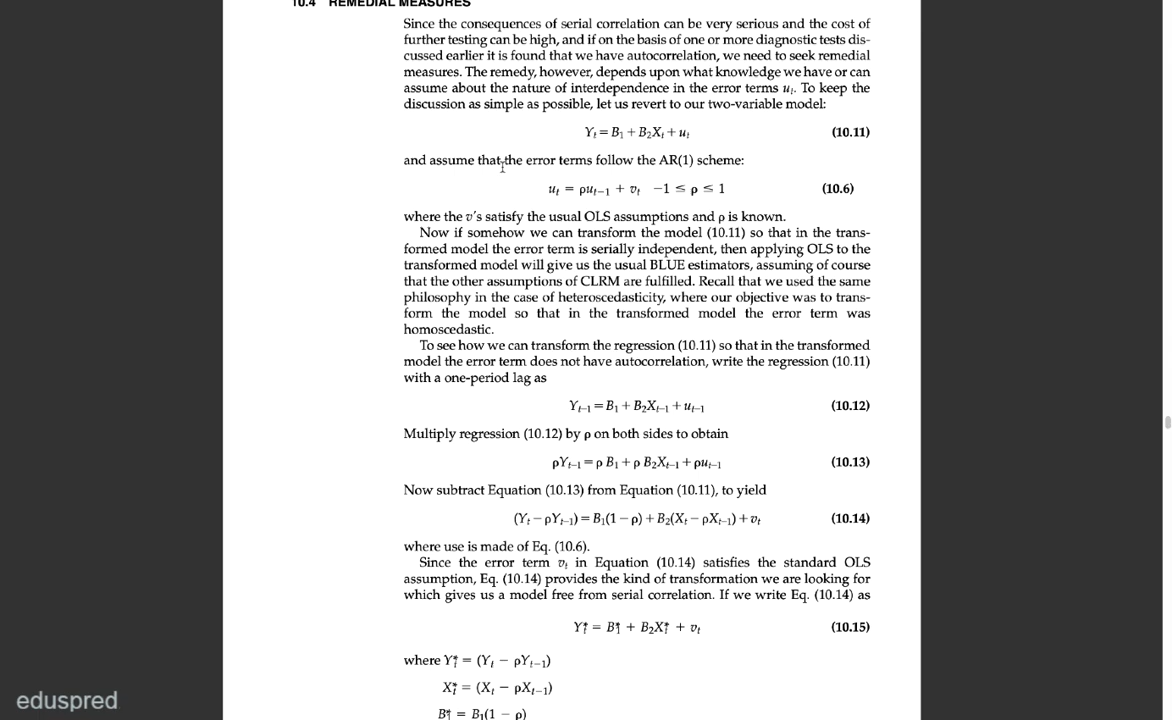 10.4 REMEDIAL MEASURES
Since the consequences of serial correlation can be very serious and the cost of
further testing can be high, and if on the basis of one or more diagnostic tests dis-
cussed earlier it is found that we have autocorrelation, we need to seek remedial
measures. The remedy, however, depends upon what knowledge we have or can
assume about the nature of interdependence in the error terms uₜ. To keep the
discussion as simple as possible, let us revert to our two-variable model:
Yₜ = B₁ + B₂Xₜ + uₜ (10.11)
and assume that the error terms follow the AR(1) scheme:
uₜ = ρuₜ₋₁ + vₜ −1 ≤ ρ ≤ 1 (10.6)
where the v's satisfy the usual OLS assumptions and ρ is known.
Now if somehow we can transform the model (10.11) so that in the trans-
formed model the error term is serially independent, then applying OLS to the
transformed model will give us the usual BLUE estimators, assuming of course
that the other assumptions of CLRM are fulfilled. Recall that we used the same
philosophy in the case of heteroscedasticity, where our objective was to trans-
form the model so that in the transformed model the error term was
homoscedastic.
To see how we can transform the regression (10.11) so that in the transformed
model the error term does not have autocorrelation, write the regression (10.11)
with a one-period lag as
Yₜ₋₁ = B₁ + B₂Xₜ₋₁ + uₜ₋₁ (10.12)
Multiply regression (10.12) by ρ on both sides to obtain
ρYₜ₋₁ = ρ B₁ + ρ B₂Xₜ₋₁ + ρuₜ₋₁ (10.13)
Now subtract Equation (10.13) from Equation (10.11), to yield
(Yₜ − ρYₜ₋₁) = B₁(1 − ρ) + B₂(Xₜ − ρXₜ₋₁) + vₜ (10.14)
where use is made of Eq. (10.6).
Since the error term vₜ in Equation (10.14) satisfies the standard OLS
assumption, Eq. (10.14) provides the kind of transformation we are looking for
which gives us a model free from serial correlation. If we write Eq. (10.14) as
Y*ₜ = B*₁ + B₂X*ₜ + vₜ (10.15)
where Y*ₜ = (Yₜ − ρYₜ₋₁)
X*ₜ = (Xₜ − ρXₜ₋₁)
B*₁ = B₁(1 − ρ)
eduspred